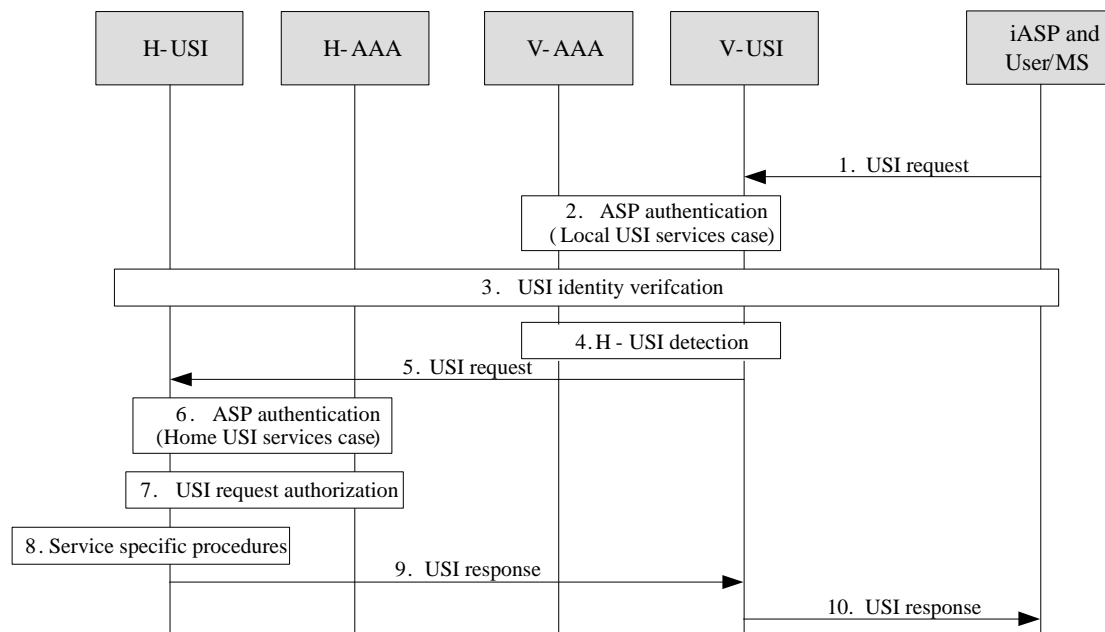 H-USI
H-AAA
V-AAA
V-USI
iASP and
User/MS
1. USI request
2. ASP authentication
(Local USI services case)
3. USI identity verifcation
4.H - USI detection
5. USI request
6. ASP authentication
(Home USI services case)
7. USI request authorization
8. Service specific procedures
9. USI response
10. USI response